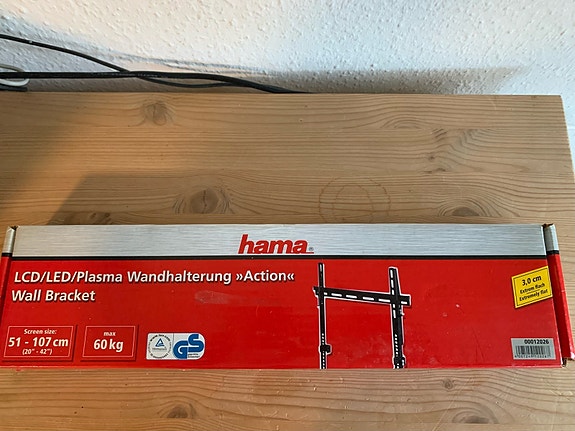 hama®
LCD/LED/Plasma Wandhalterung »Action«
Wall Bracket
3,0 cm
Extrem flach
Extremely flat
Screen size:
51 - 107 cm
(20" - 42")
max
60 kg
GS
00012026